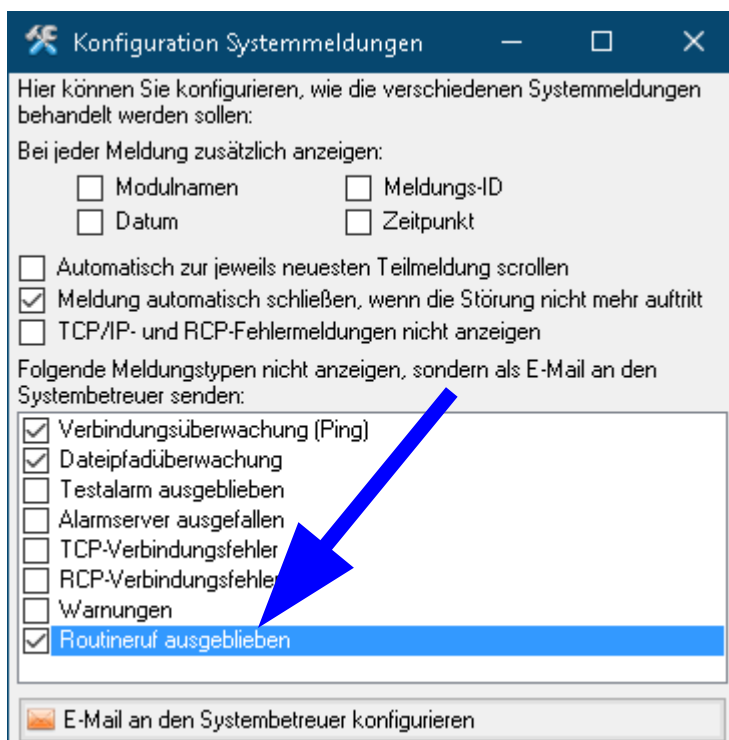 Konfiguration Systemmeldungen
Hier können Sie konfigurieren, wie die verschiedenen Systemmeldungen
behandelt werden sollen:
Bei jeder Meldung zusätzlich anzeigen:
Modulnamen Meldungs-ID
Datum Zeitpunkt
Automatisch zur jeweils neuesten Teilmeldung scrollen
Meldung automatisch schließen, wenn die Störung nicht mehr auftritt
TCP/IP- und RCP-Fehlermeldungen nicht anzeigen
Folgende Meldungstypen nicht anzeigen, sondern als E-Mail an den
Systembetreuer senden:
Verbindungsüberwachung (Ping)
Dateipfadüberwachung
Testalarm ausgeblieben
Alarmserver ausgefallen
TCP-Verbindungsfehler
RCP-Verbindungsfehler
Warnungen
Routineruf ausgeblieben
E-Mail an den Systembetreuer konfigurieren